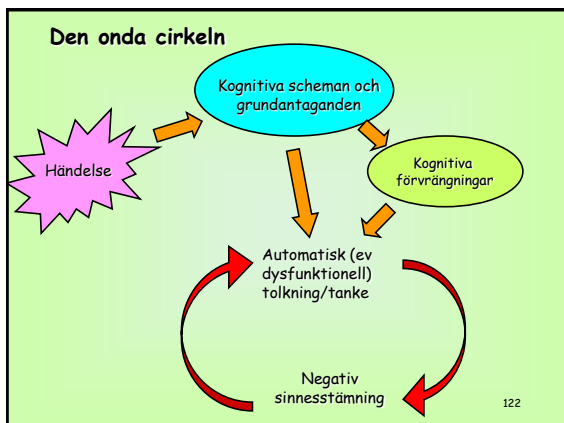 Den onda cirkeln
Kognitiva scheman och
grundantaganden
Händelse
Kognitiva
förvrängningar
Automatisk (ev
dysfunktionell)
tolkning/tanke
Negativ
sinnesstämning
122